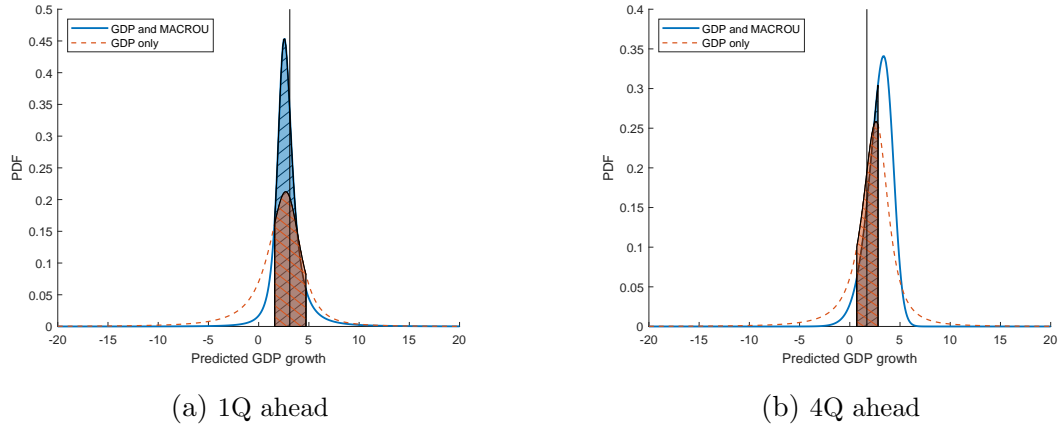 GDP and MACROU
GDP only
0.5
0.45
0.4
0.35
0.3
0.25
0.2
0.15
0.1
0.05
0
PDF
-20 -15 -10 -5 0 5 10 15 20
Predicted GDP growth
(a) 1Q ahead
GDP and MACROU
GDP only
0.4
0.35
0.3
0.25
0.2
0.15
0.1
0.05
0
PDF
-20 -15 -10 -5 0 5 10 15 20
Predicted GDP growth
(b) 4Q ahead